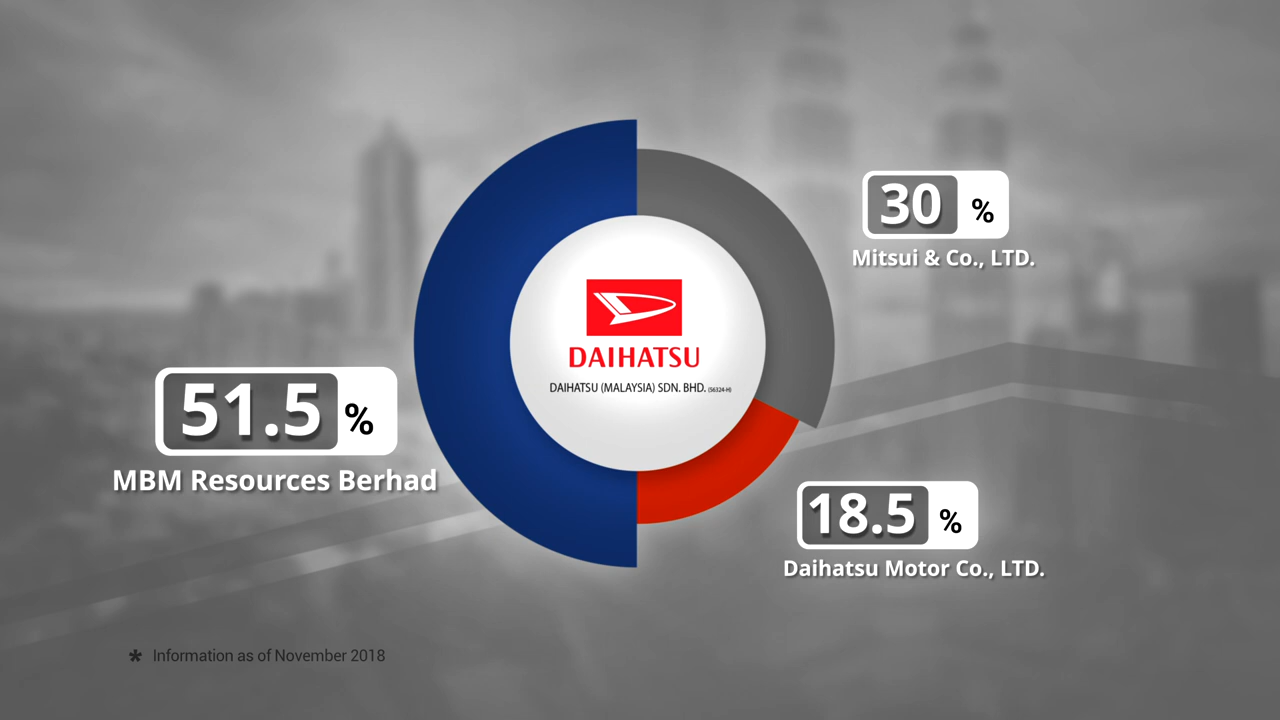 30 %
Mitsui & Co., LTD.
DAIHATSU
DAIHATSU (MALAYSIA) SDN. BHD. (56324-H)
51.5 %
MBM Resources Berhad
18.5 %
Daihatsu Motor Co., LTD.
* Information as of November 2018